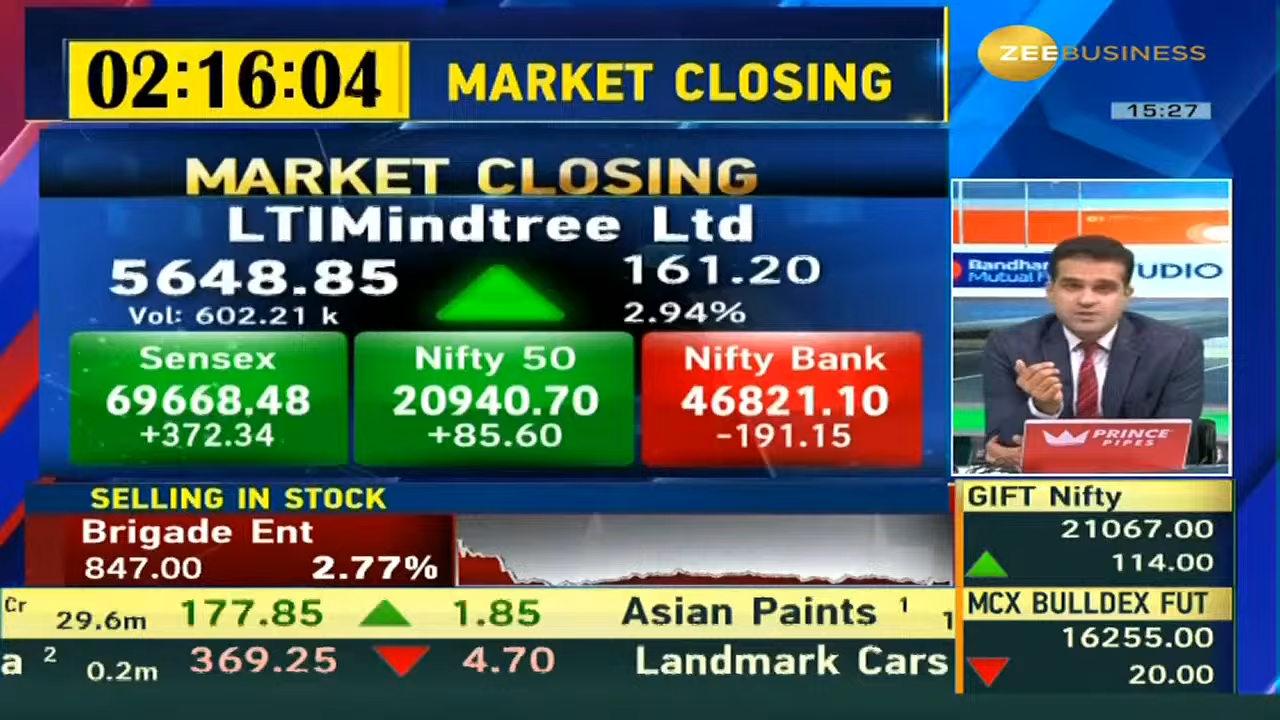 02:16:04
MARKET CLOSING
ZEEBUSINESS
15:27
MARKET CLOSING
LTIMindtree Ltd
5648.85
161.20
Vol: 602.21 k
2.94%
Sensex
69668.48
+372.34
Nifty 50
20940.70
+85.60
Nifty Bank
46821.10
-191.15
Bandhan
Mutual F
UDIO
PRINCE
PIPES
SELLING IN STOCK
Brigade Ent
847.00 2.77%
GIFT Nifty
21067.00
114.00
MCX BULLDEX FUT
16255.00
20.00
Cr 29.6m 177.85 1.85 Asian Paints 1 1
a 2 0.2m 369.25 4.70 Landmark Cars